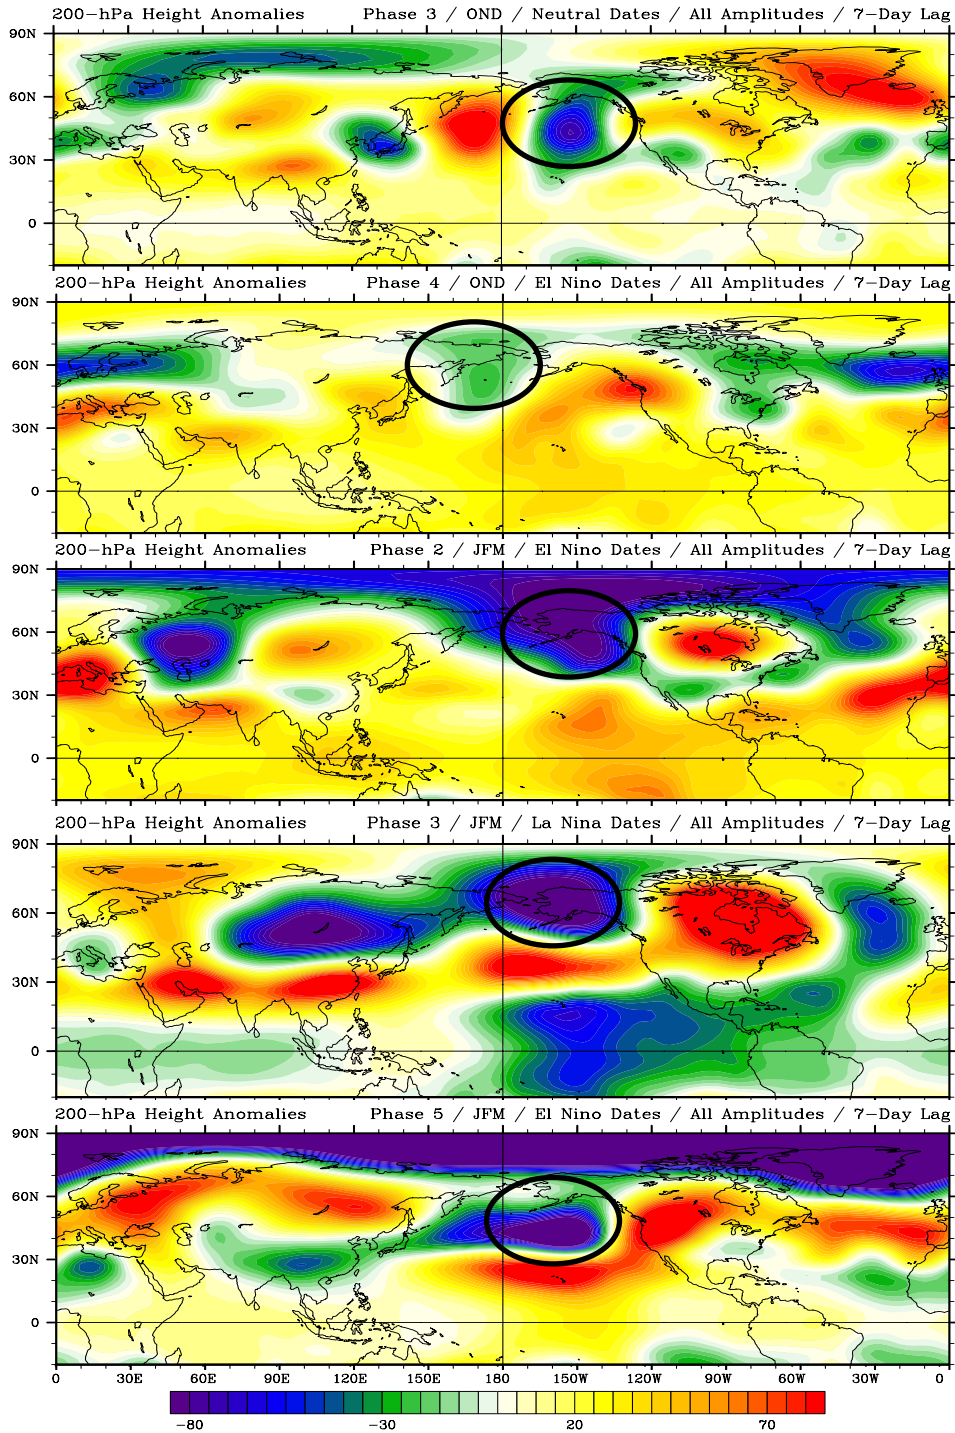 200-hPa Height Anomalies Phase 3 / OND / Neutral Dates / All Amplitudes / 7-Day Lag
90N
60N
30N
0
200-hPa Height Anomalies Phase 4 / OND / El Nino Dates / All Amplitudes / 7-Day Lag
90N
60N
30N
0
200-hPa Height Anomalies Phase 2 / JFM / El Nino Dates / All Amplitudes / 7-Day Lag
90N
60N
30N
0
200-hPa Height Anomalies Phase 3 / JFM / La Nina Dates / All Amplitudes / 7-Day Lag
90N
60N
30N
0
200-hPa Height Anomalies Phase 5 / JFM / El Nino Dates / All Amplitudes / 7-Day Lag
90N
60N
30N
0
0 30E 60E 90E 120E 150E 180 150W 120W 90W 60W 30W 0
-80 -30 20 70